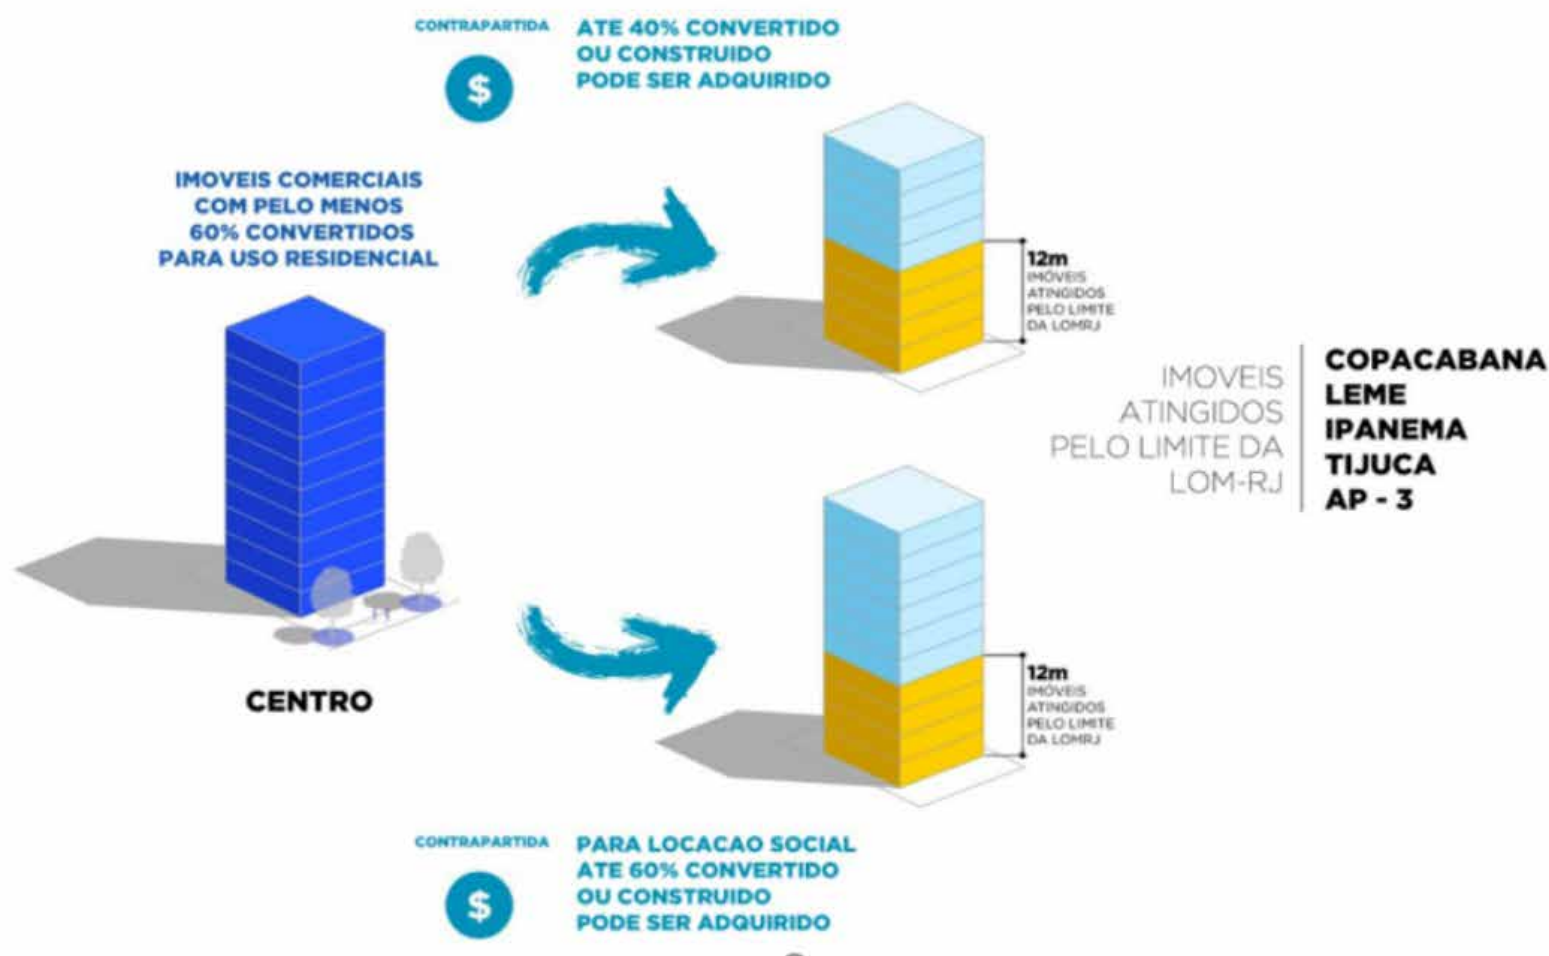 CONTRAPARTIDA
$
ATE 40% CONVERTIDO
OU CONSTRUIDO
PODE SER ADQUIRIDO
IMOVEIS COMERCIAIS
COM PELO MENOS
60% CONVERTIDOS
PARA USO RESIDENCIAL
CENTRO
12m
IMÓVEIS
ATINGIDOS
PELO LIMITE
DA LOMRJ
IMOVEIS
ATINGIDOS
PELO LIMITE DA
LOM-RJ
COPACABANA
LEME
IPANEMA
TIJUCA
AP - 3
12m
IMÓVEIS
ATINGIDOS
PELO LIMITE
DA LOMRJ
CONTRAPARTIDA
$
PARA LOCACAO SOCIAL
ATE 60% CONVERTIDO
OU CONSTRUIDO
PODE SER ADQUIRIDO